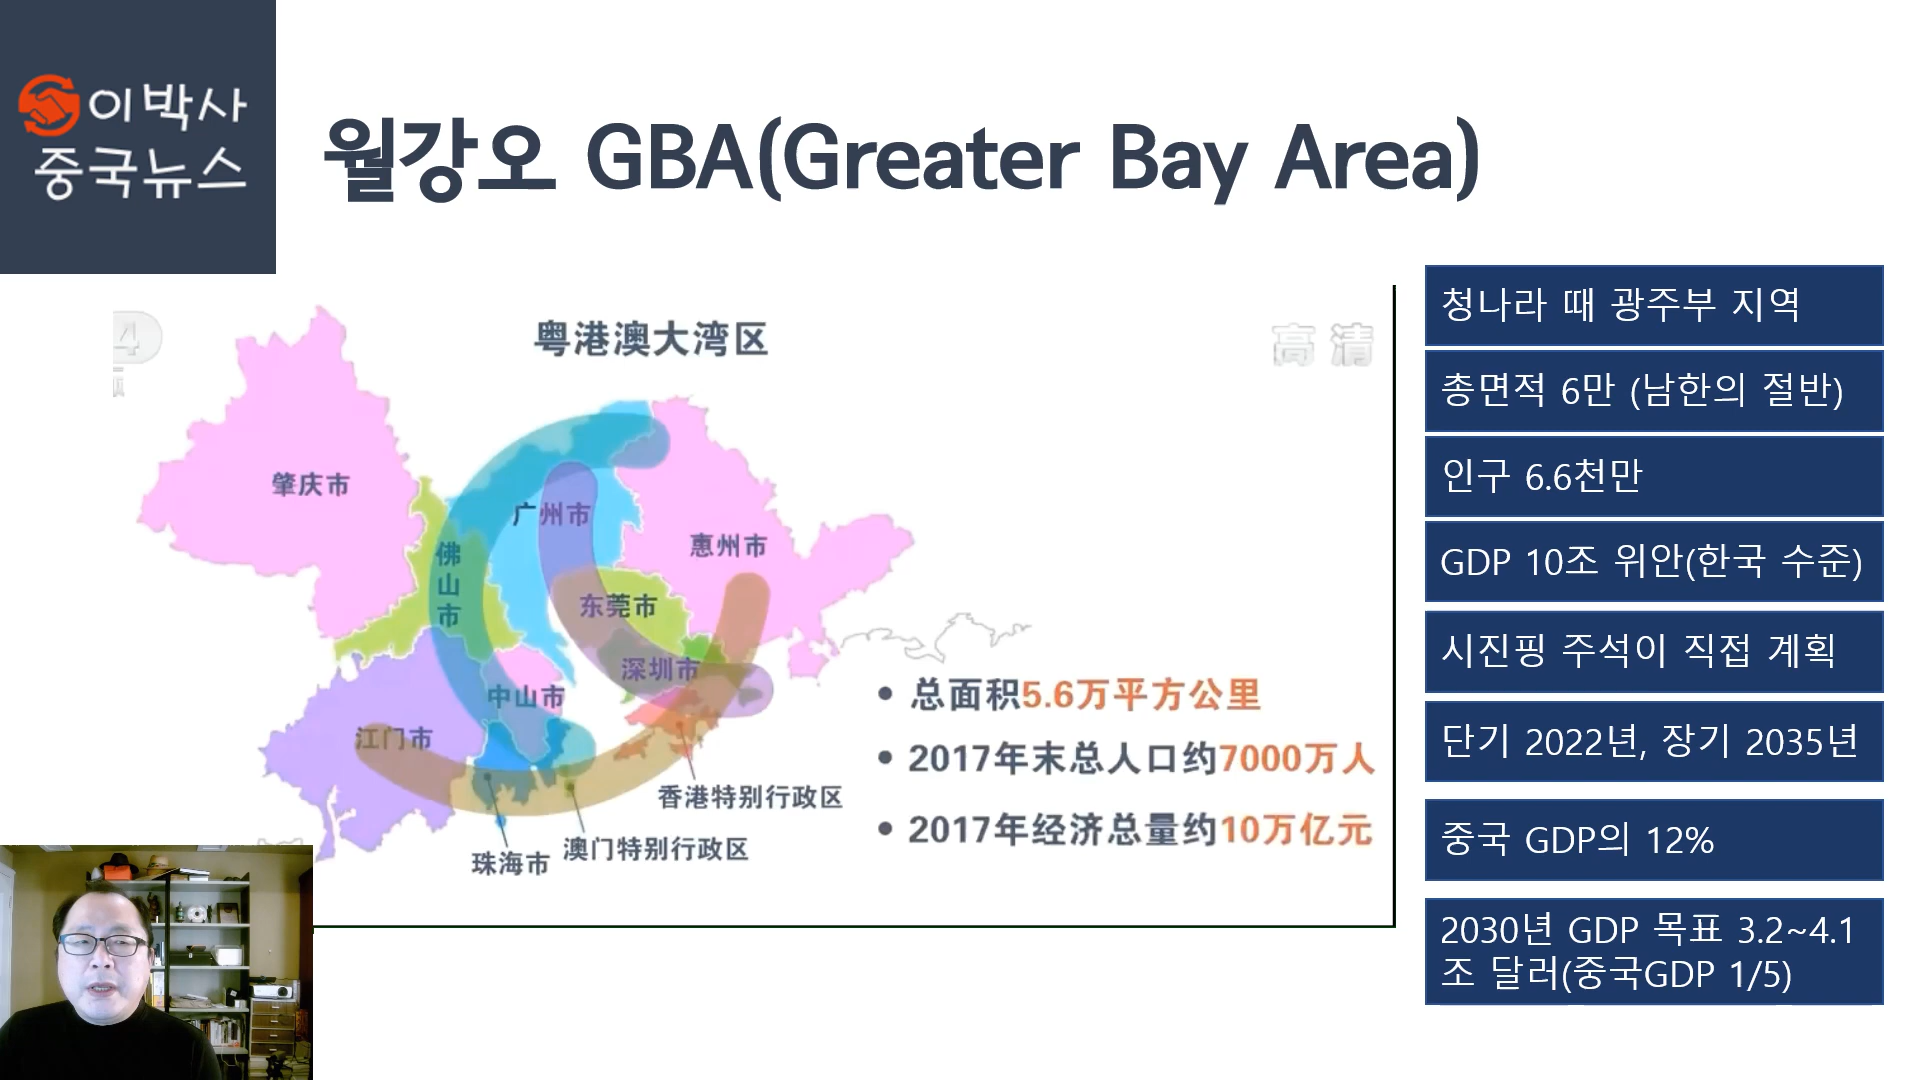 이박사
중국뉴스
월강오 GBA(Greater Bay Area)
粤港澳大湾区
高清
4
肇庆市
广州市
佛山市
惠州市
东莞市
深圳市
中山市
江门市
香港特别行政区
澳门特别行政区
珠海市
• 总面积5.6万平方公里
• 2017年末总人口约7000万人
• 2017年经济总量约10万亿元
청나라 때 광주부 지역
총면적 6만 (남한의 절반)
인구 6.6천만
GDP 10조 위안(한국 수준)
시진핑 주석이 직접 계획
단기 2022년, 장기 2035년
중국 GDP의 12%
2030년 GDP 목표 3.2~4.1
조 달러(중국GDP 1/5)